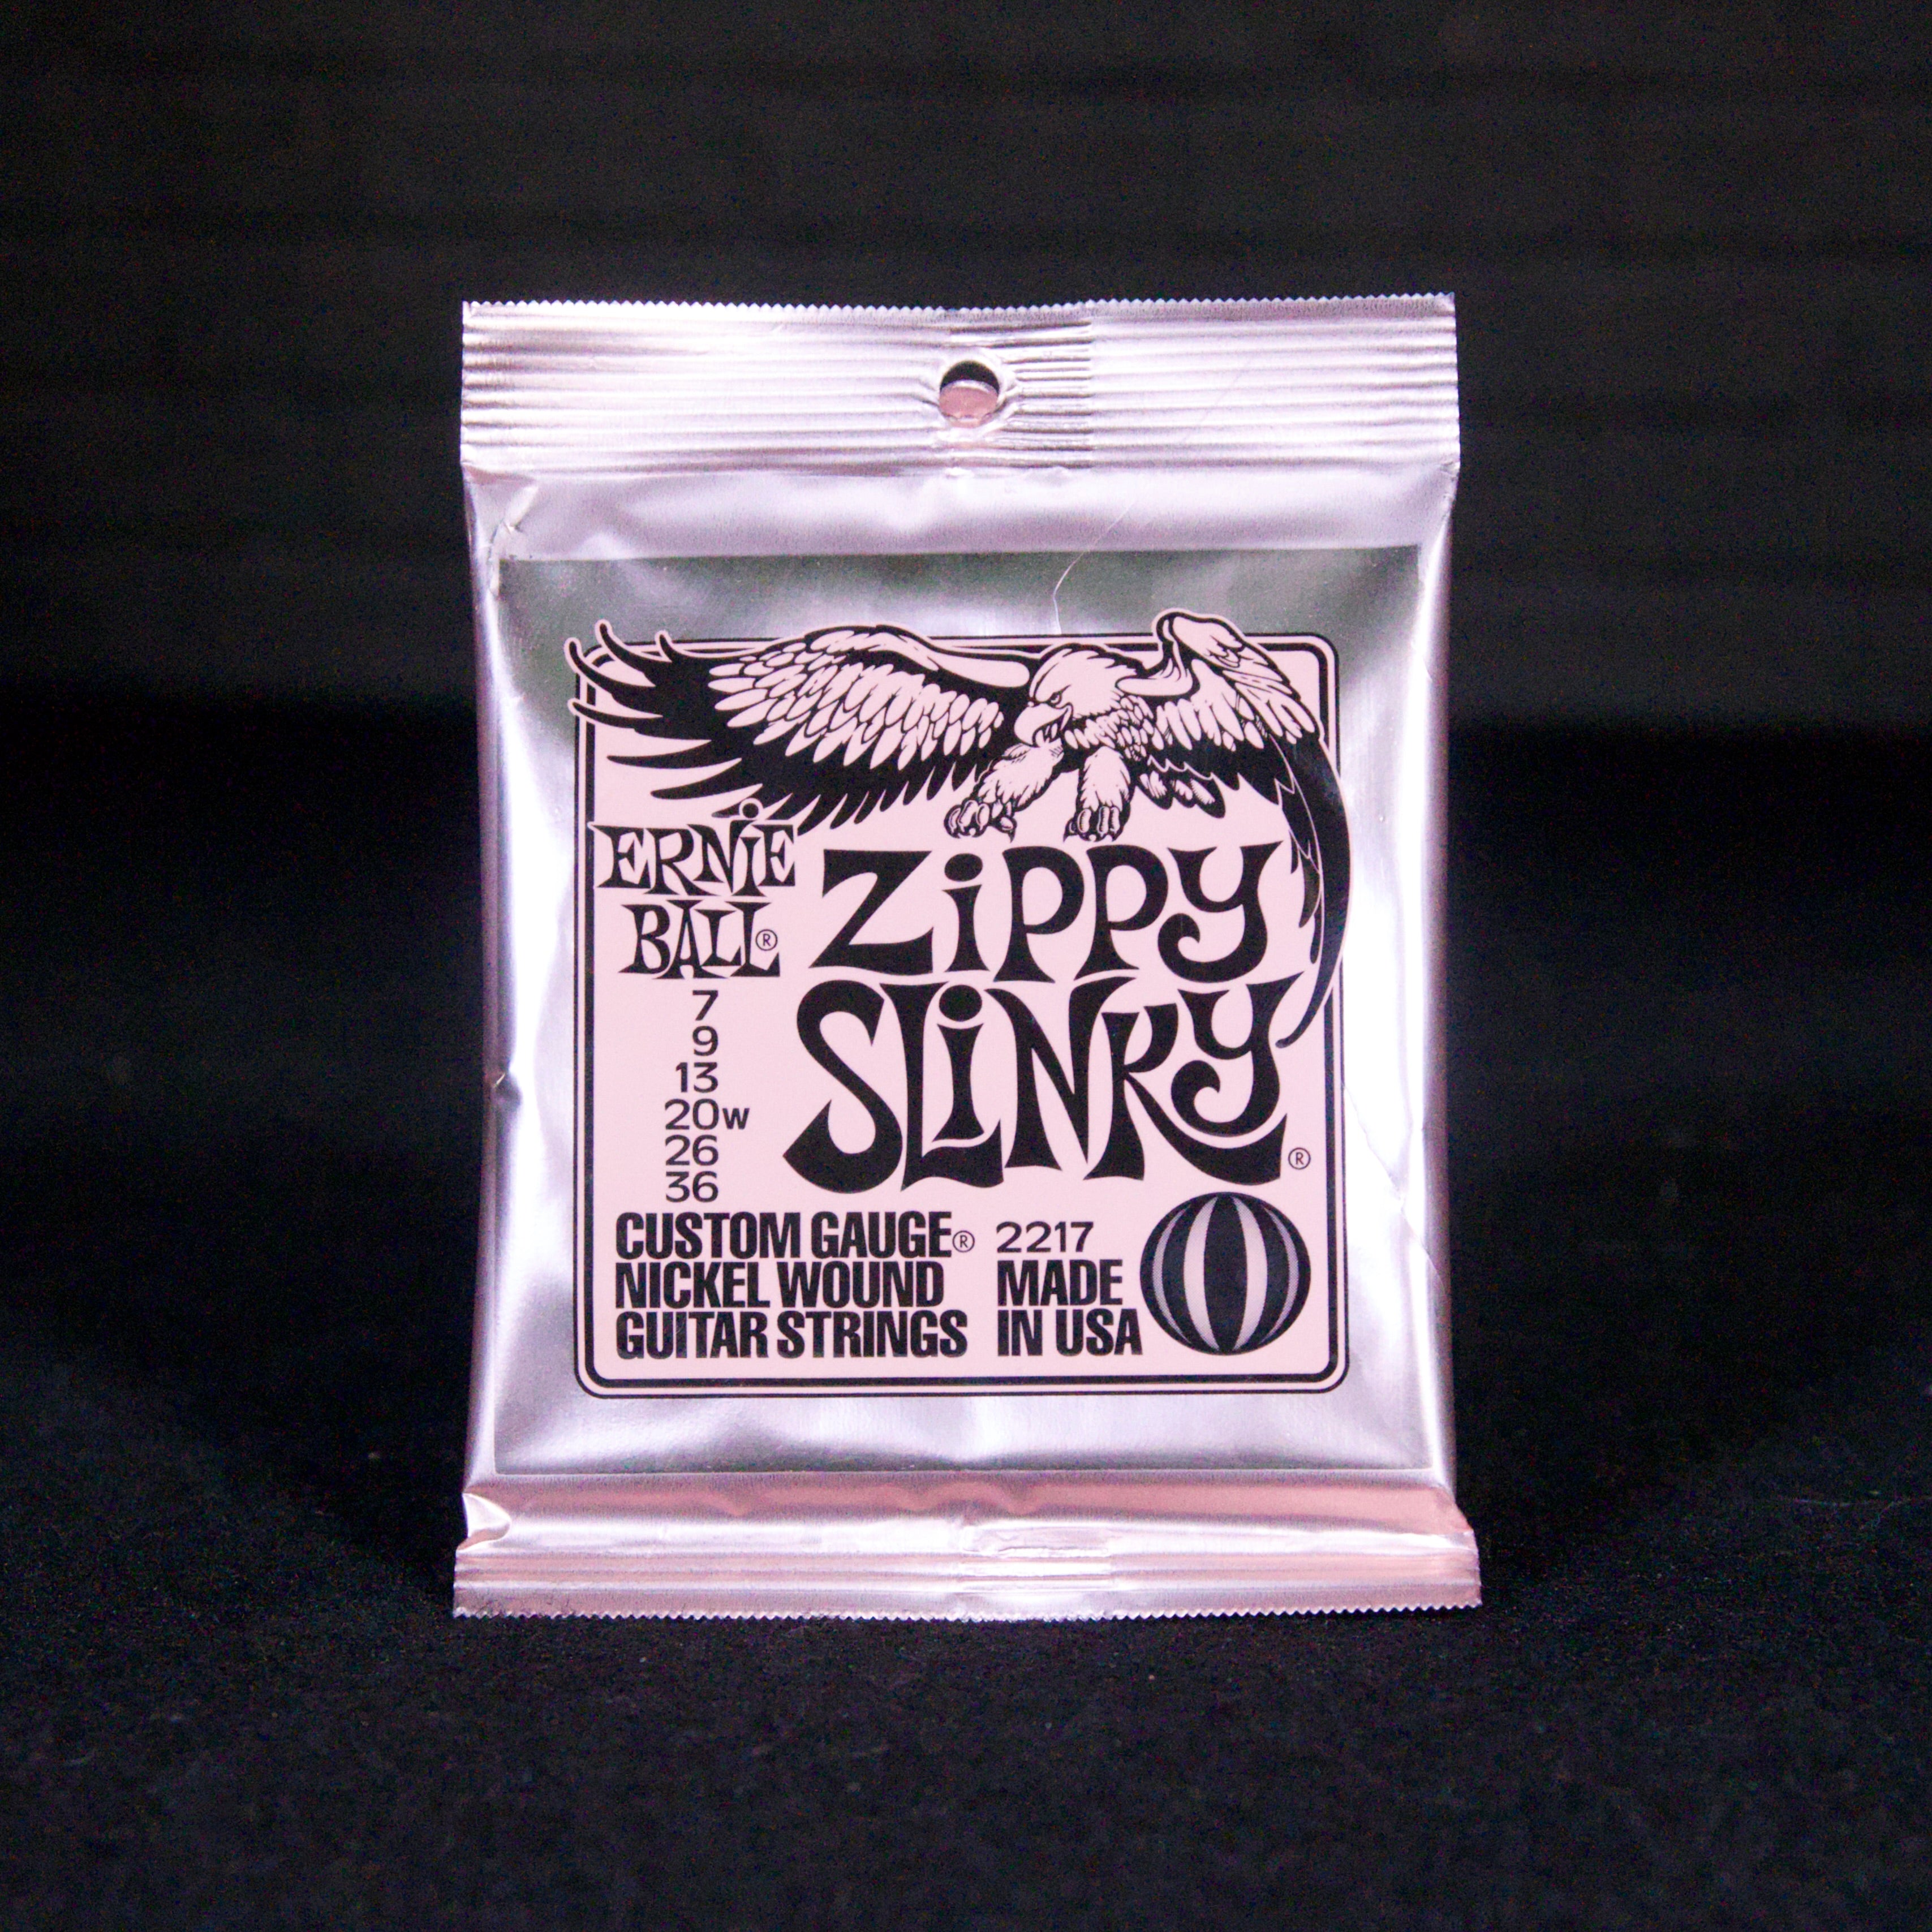 ERNiE
BALL®
ZiPPY
SLiNKY®
7
9
13
20w
26
36
CUSTOM GAUGE®
NICKEL WOUND
GUITAR STRINGS
2217
MADE
IN USA